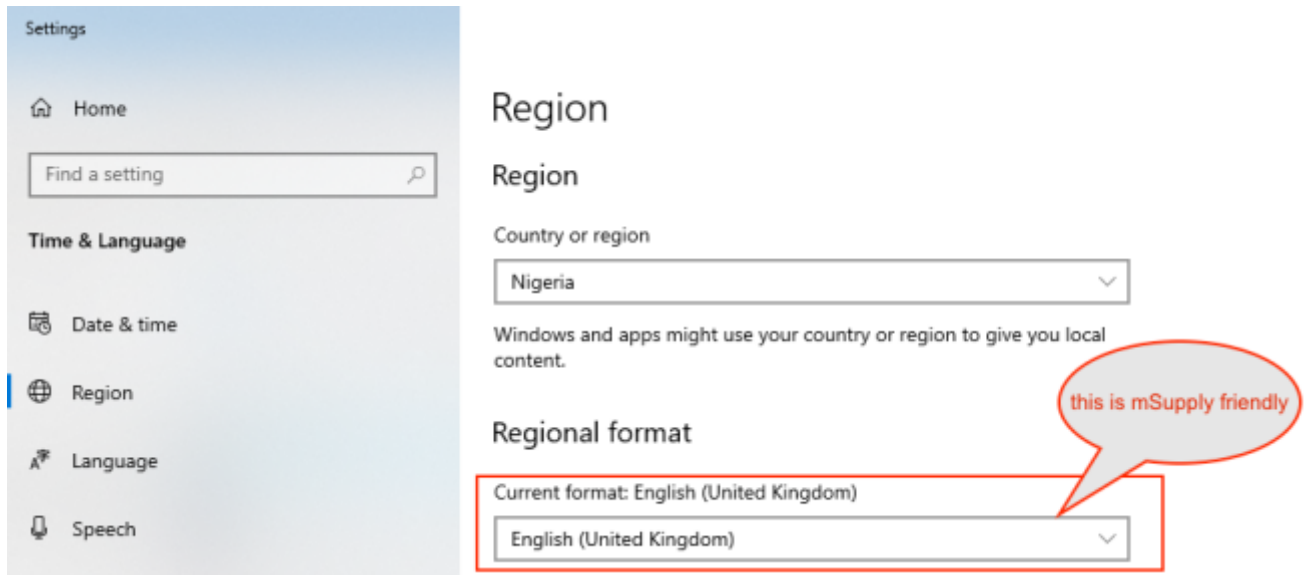 Settings
Home
Find a setting
Time & Language
Date & time
Region
Language
Speech
Region
Region
Country or region
Nigeria
Windows and apps might use your country or region to give you local
content.
this is mSupply friendly
Regional format
Current format: English (United Kingdom)
English (United Kingdom)